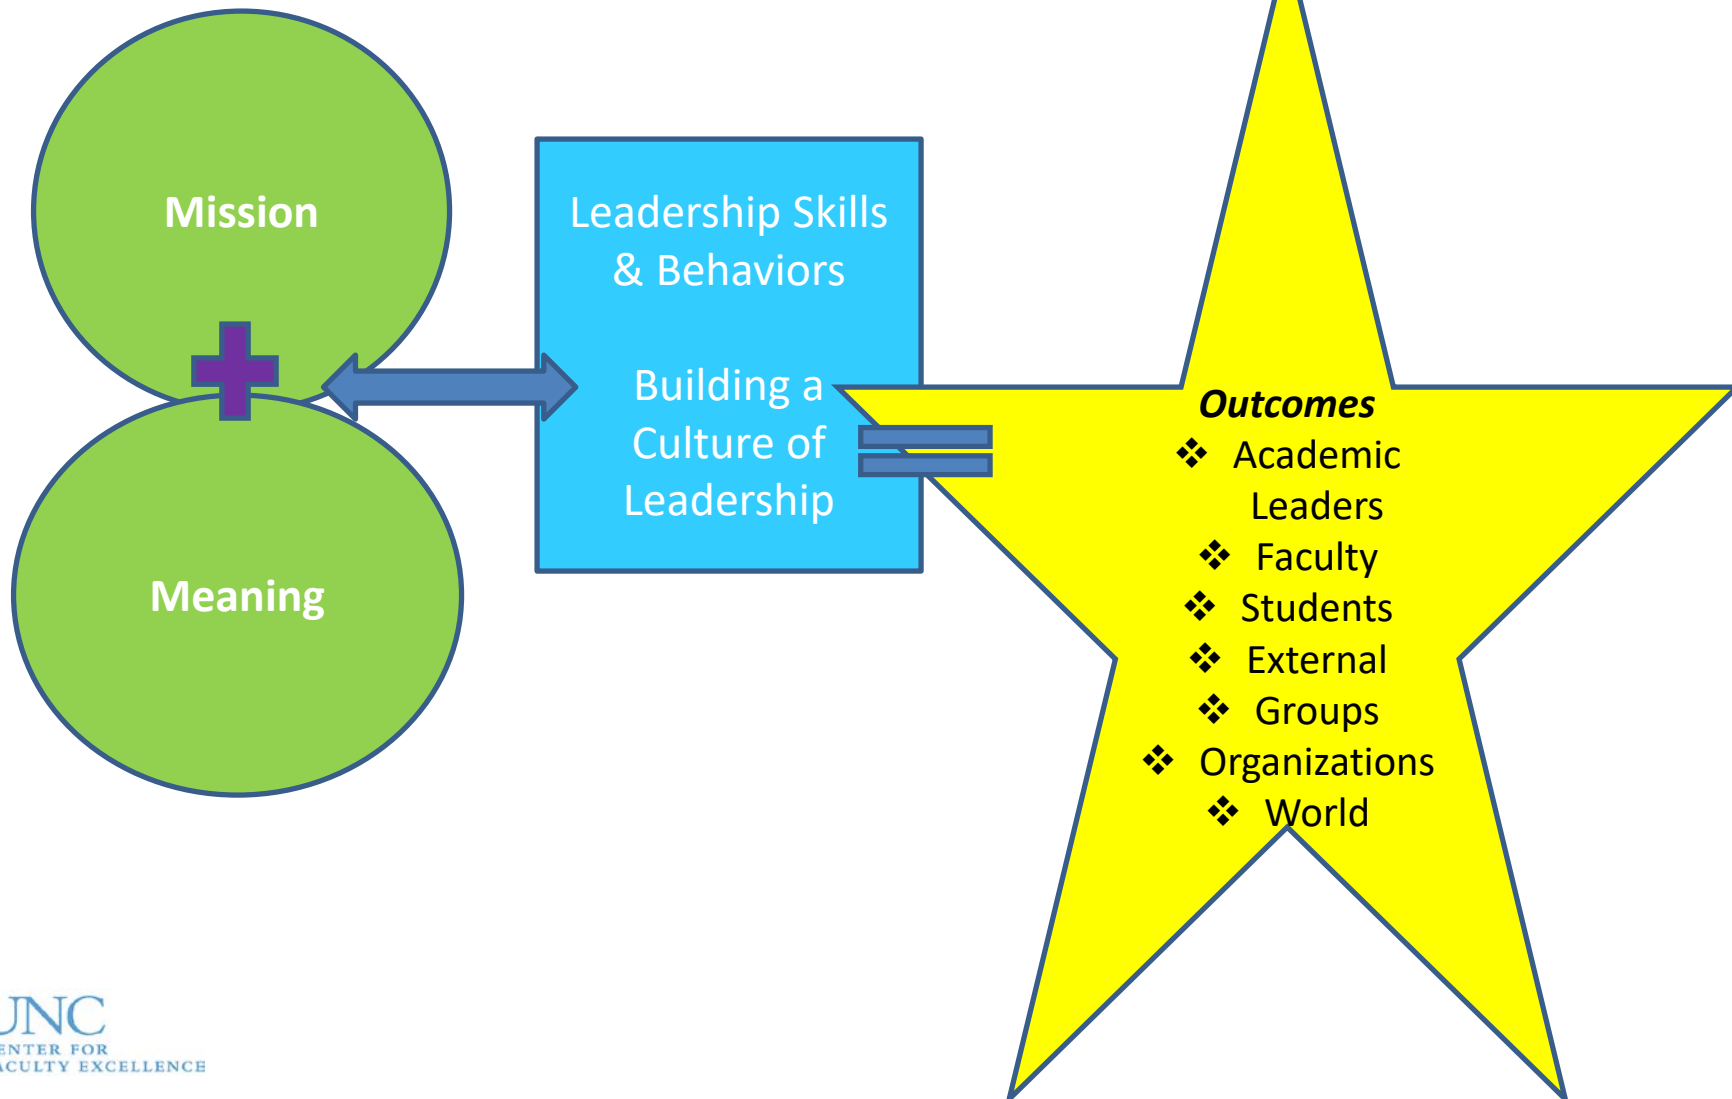 Mission
Meaning
Leadership Skills
& Behaviors
Building a
Culture of
Leadership
Outcomes
❖ Academic
Leaders
❖ Faculty
❖ Students
❖ External
❖ Groups
❖ Organizations
❖ World
UNC
ENTER FOR
ACULTY EXCELLENCE